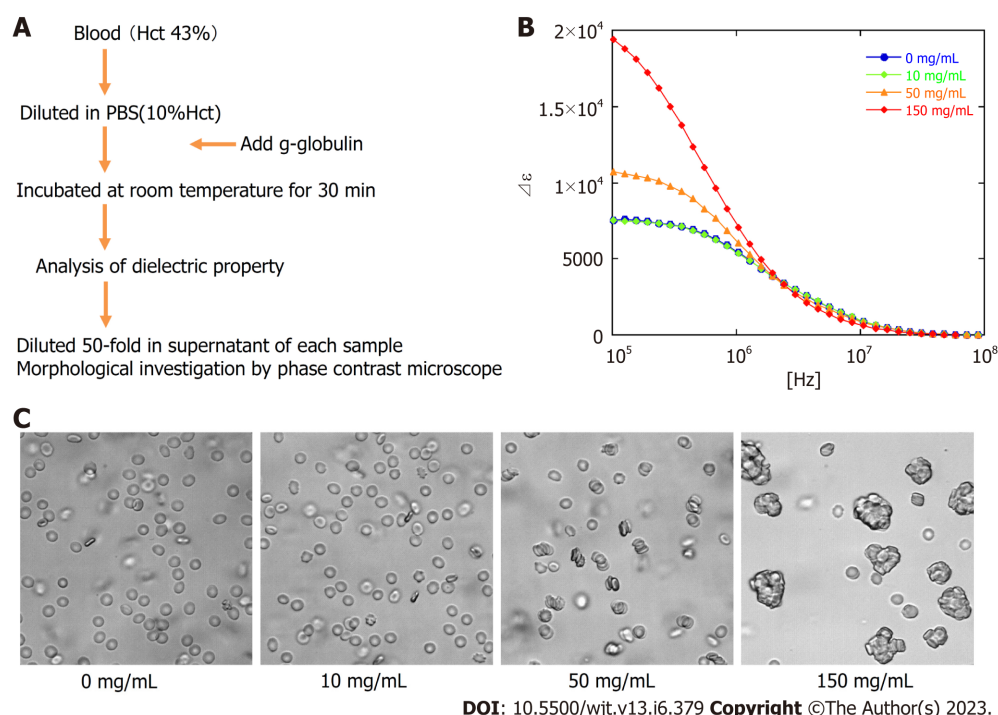 A
Blood（Hct 43%）
Diluted in PBS(10%Hct)
Add g-globulin
Incubated at room temperature for 30 min
Analysis of dielectric property
Diluted 50-fold in supernatant of each sample
Morphological investigation by phase contrast microscope
B
2×10⁴
1.5×10⁴
1×10⁴
5000
0
⊿ε
0 mg/mL
10 mg/mL
50 mg/mL
150 mg/mL
10⁵ 10⁶ 10⁷ 10⁸
[Hz]
C
0 mg/mL 10 mg/mL 50 mg/mL 150 mg/mL
DOI: 10.5500/wit.v13.i6.379 Copyright ©The Author(s) 2023.